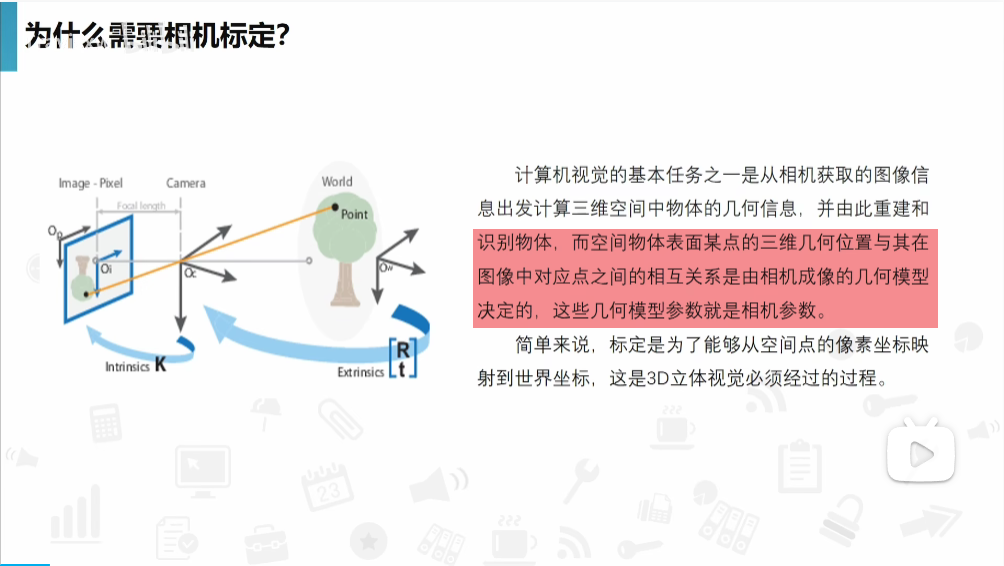 为什么需要相机标定?
Image - Pixel
Camera
World
Focal length
Point
Op
Oi
Oc
Ow
Intrinsics K
Extrinsics
R
t
计算机视觉的基本任务之一是从相机获取的图像信
息出发计算三维空间中物体的几何信息，并由此重建和
识别物体，而空间物体表面某点的三维几何位置与其在
图像中对应点之间的相互关系是由相机成像的几何模型
决定的，这些几何模型参数就是相机参数。
简单来说，标定是为了能够从空间点的像素坐标映
射到世界坐标，这是3D立体视觉必须经过的过程。
23